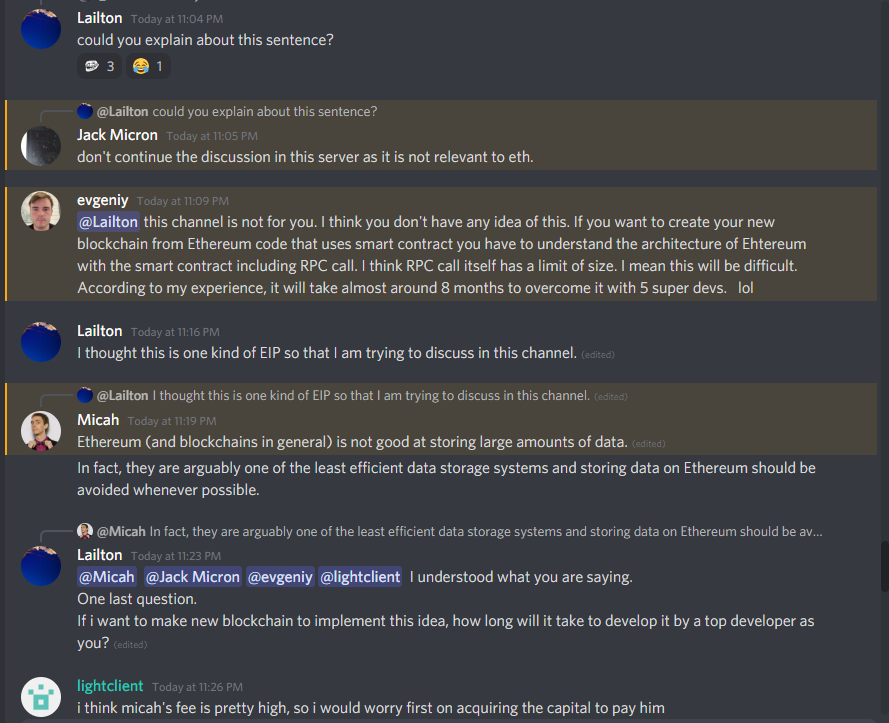 Lailton Today at 11:04 PM
could you explain about this sentence?
3 😂 1
@Lailton could you explain about this sentence?
Jack Micron Today at 11:05 PM
don't continue the discussion in this server as it is not relevant to eth.
evgeniy Today at 11:09 PM
@Lailton this channel is not for you. I think you don't have any idea of this. If you want to create your new
blockchain from Ethereum code that uses smart contract you have to understand the architecture of Ehtereum
with the smart contract including RPC call. I think RPC call itself has a limit of size. I mean this will be difficult.
According to my experience, it will take almost around 8 months to overcome it with 5 super devs. lol
Lailton Today at 11:16 PM
I thought this is one kind of EIP so that I am trying to discuss in this channel. (edited)
@Lailton I thought this is one kind of EIP so that I am trying to discuss in this channel. (edited)
Micah Today at 11:19 PM
Ethereum (and blockchains in general) is not good at storing large amounts of data. (edited)
In fact, they are arguably one of the least efficient data storage systems and storing data on Ethereum should be
avoided whenever possible.
@Micah In fact, they are arguably one of the least efficient data storage systems and storing data on Ethereum should be av...
Lailton Today at 11:23 PM
@Micah @Jack Micron @evgeniy @lightclient I understood what you are saying.
One last question.
If i want to make new blockchain to implement this idea, how long will it take to develop it by a top developer as
you? (edited)
lightclient Today at 11:26 PM
i think micah's fee is pretty high, so i would worry first on acquiring the capital to pay him